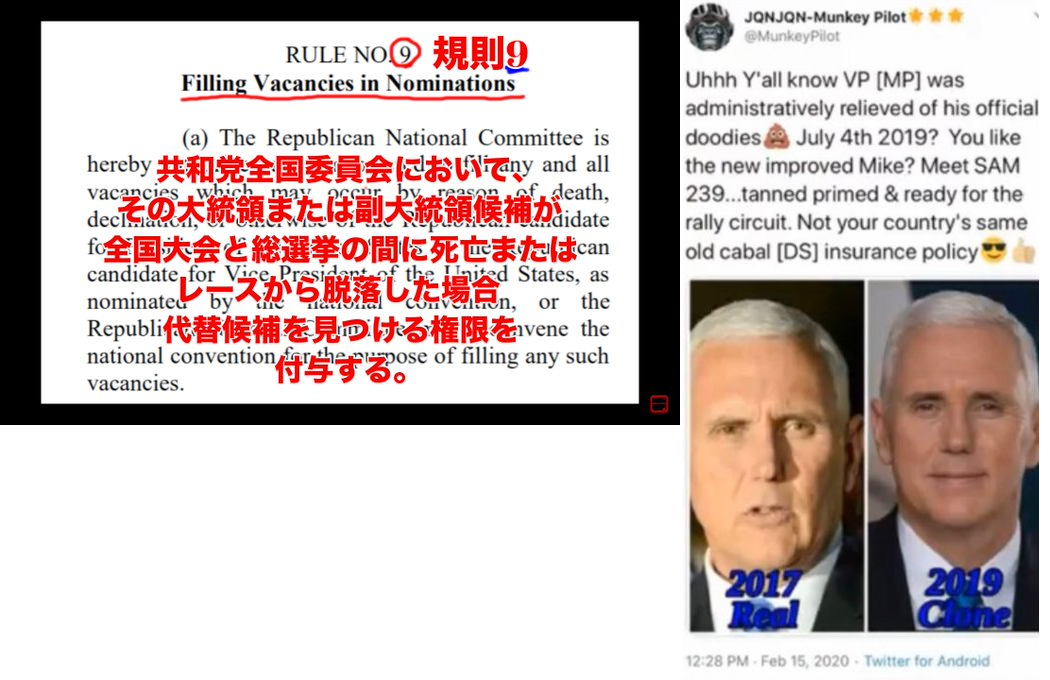 RULE NO. 9 規則9
Filling Vacancies in Nominations
(a) The Republican National Committee is
hereby and all
vacancies which may occur by reason of death,
declination, or otherwise of the Republican candidate
candidate for Vice President of the United States, as
nominated by the national convention, or the
the
national convention for the purpose of filling any such
vacancies.
共和党全国委員会において、
その大統領または副大統領候補が
全国大会と総選挙の間に死亡または
レースから脱落した場合
代替候補を見つける権限を
付与する。
JQNJQN-Munkey Pilot⭐⭐⭐
@MunkeyPilot
Uhhh Y'all know VP [MP] was
administratively relieved of his official
doodies💩 July 4th 2019? You like
the new improved Mike? Meet SAM
239...tanned primed & ready for the
rally circuit. Not your country's same
old cabal [DS] insurance policy😎👍
2017 2019
Real Clone
12:28 PM · Feb 15, 2020 · Twitter for Android